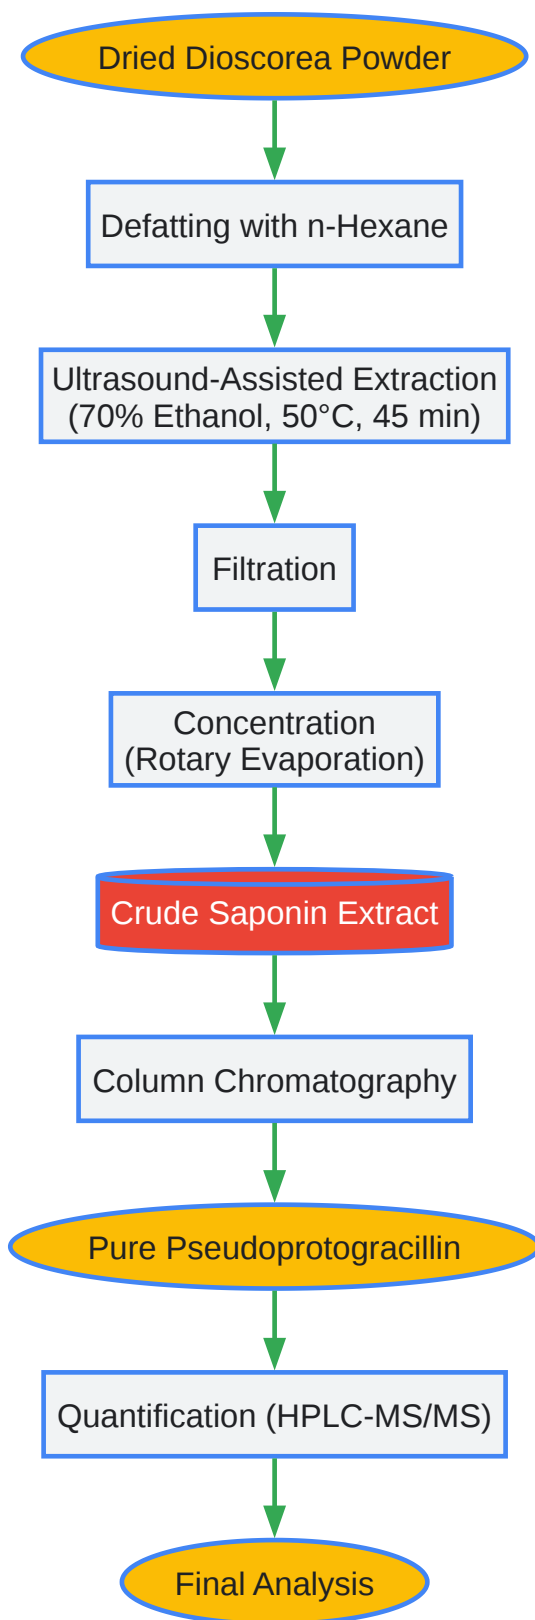 Dried Dioscorea Powder
Defatting with n-Hexane
Ultrasound-Assisted Extraction
(70% Ethanol, 50°C, 45 min)
Filtration
Concentration
(Rotary Evaporation)
Crude Saponin Extract
Column Chromatography
Pure Pseudoprotogracillin
Quantification (HPLC-MS/MS)
Final Analysis